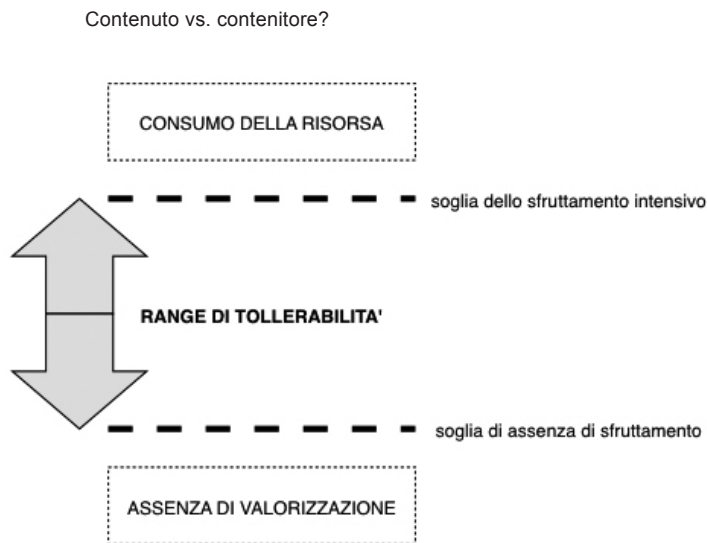 Contenuto vs. contenitore?
CONSUMO DELLA RISORSA
soglia dello sfruttamento intensivo
RANGE DI TOLLERABILITA'
soglia di assenza di sfruttamento
ASSENZA DI VALORIZZAZIONE